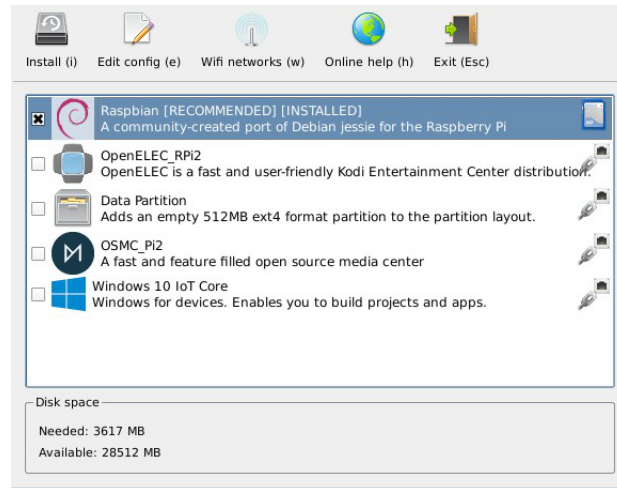 Install (i) Edit config (e) Wifi networks (w) Online help (h) Exit (Esc)
Raspbian [RECOMMENDED] [INSTALLED]
A community-created port of Debian jessie for the Raspberry Pi
OpenELEC_RPi2
OpenELEC is a fast and user-friendly Kodi Entertainment Center distribution.
Data Partition
Adds an empty 512MB ext4 format partition to the partition layout.
OSMC_Pi2
A fast and feature filled open source media center
Windows 10 IoT Core
Windows for devices. Enables you to build projects and apps.
Disk space
Needed: 3617 MB
Available: 28512 MB